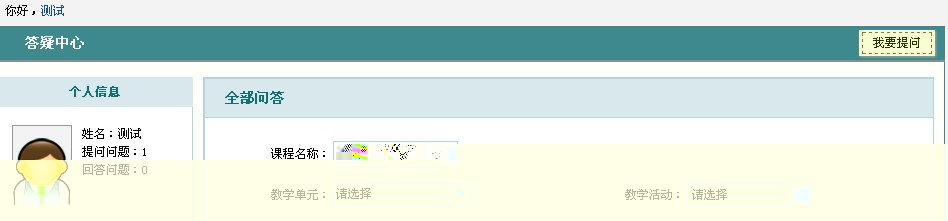 你好，测试
答疑中心
我要提问
个人信息
全部问答
姓名：测试
提问问题：1
回答问题：0
课程名称：
教学单元： 请选择 教学活动： 请选择